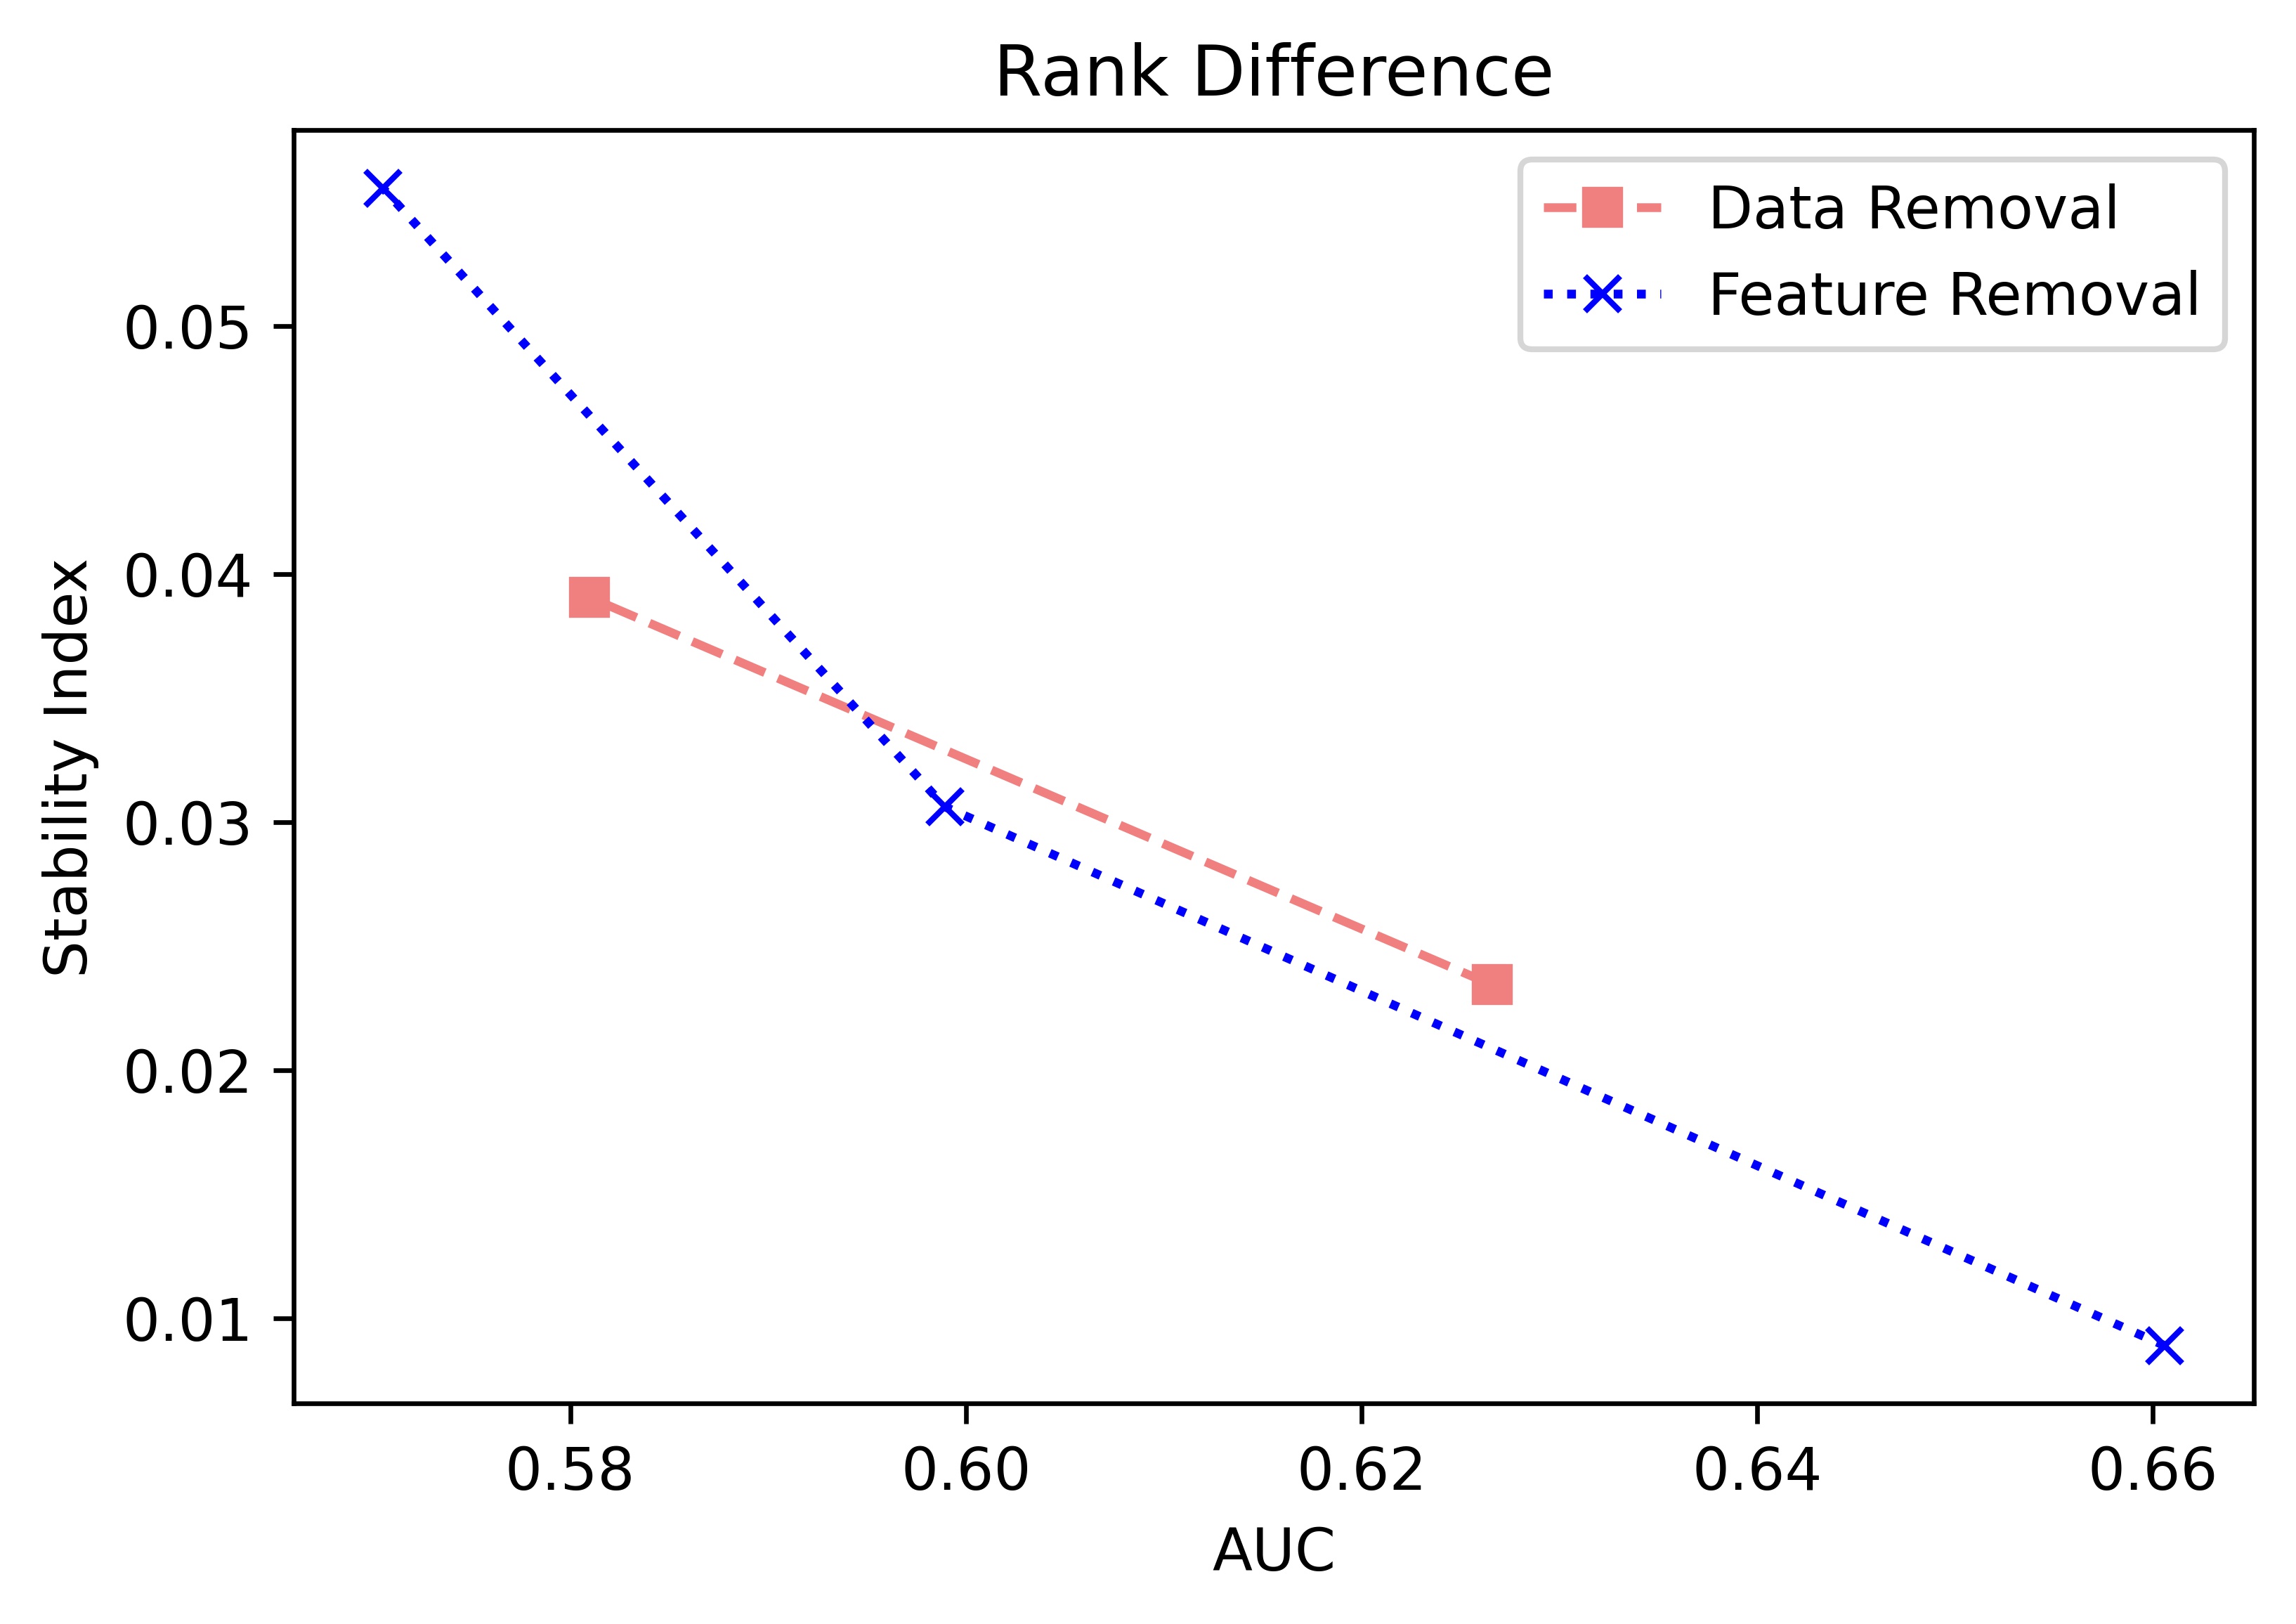 Rank Difference
Data Removal
Feature Removal
Stability Index
0.05
0.04
0.03
0.02
0.01
0.58 0.60 0.62 0.64 0.66
AUC